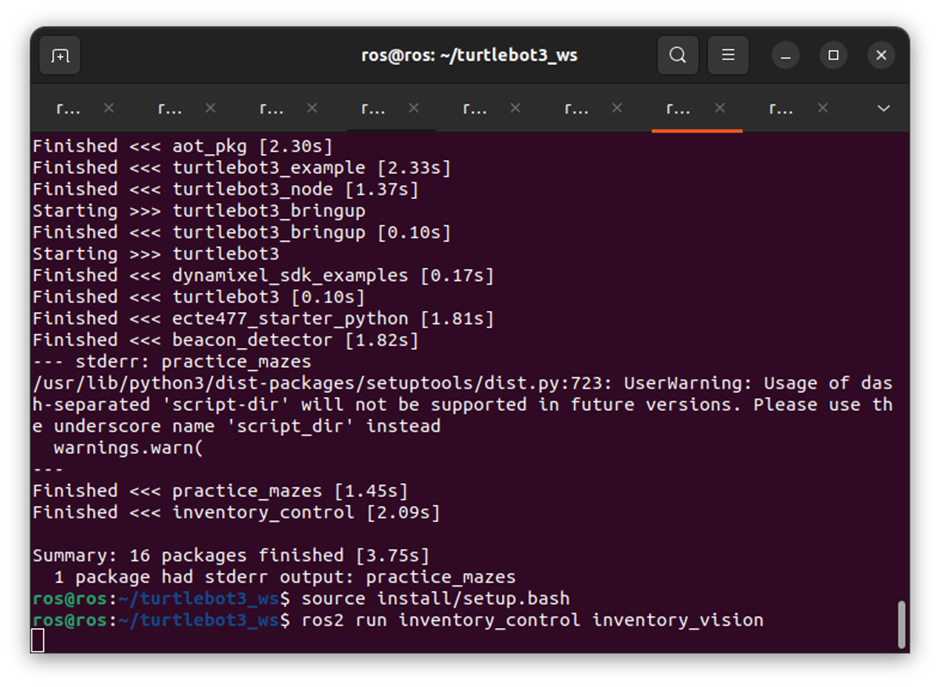 ros@ros: ~/turtlebot3_ws
r... r... r... r... r... r... r... r...
Finished <<< aot_pkg [2.30s]
Finished <<< turtlebot3_example [2.33s]
Finished <<< turtlebot3_node [1.37s]
Starting >>> turtlebot3_bringup
Finished <<< turtlebot3_bringup [0.10s]
Starting >>> turtlebot3
Finished <<< dynamixel_sdk_examples [0.17s]
Finished <<< turtlebot3 [0.10s]
Finished <<< ecte477_starter_python [1.81s]
Finished <<< beacon_detector [1.82s]
--- stderr: practice_mazes
/usr/lib/python3/dist-packages/setuptools/dist.py:723: UserWarning: Usage of das
h-separated 'script-dir' will not be supported in future versions. Please use th
e underscore name 'script_dir' instead
  warnings.warn(
---
Finished <<< practice_mazes [1.45s]
Finished <<< inventory_control [2.09s]
Summary: 16 packages finished [3.75s]
  1 package had stderr output: practice_mazes
ros@ros:~/turtlebot3_ws$ source install/setup.bash
ros@ros:~/turtlebot3_ws$ ros2 run inventory_control inventory_vision